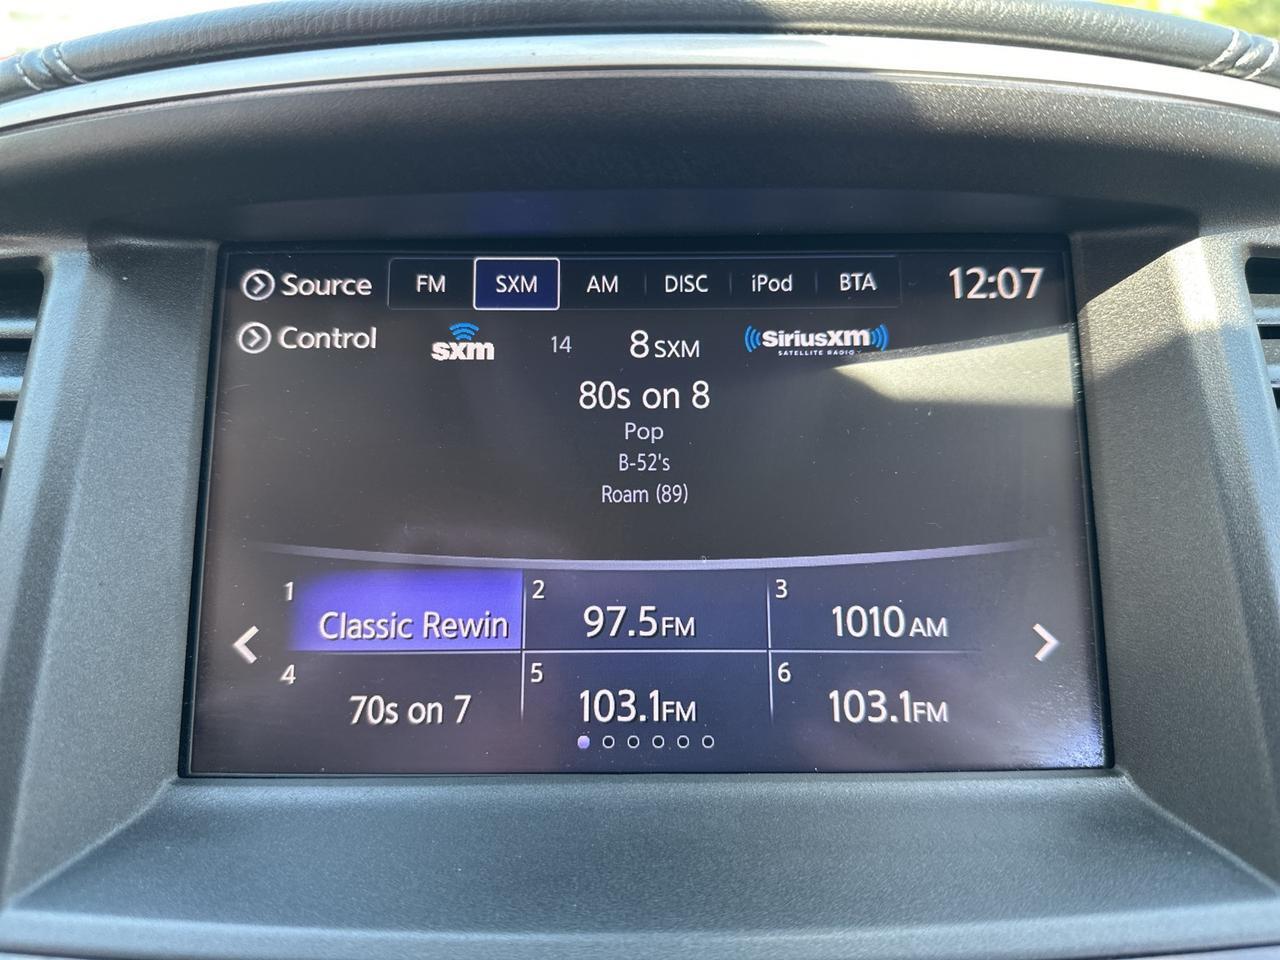 Source FM SXM AM DISC iPod BTA 12:07
Control sxm 14 8 SXM ((SiriusXM))
SATELLITE RADIO
80s on 8
Pop
B-52's
Roam (89)
1 2 3
Classic Rewin 97.5FM 1010 AM
4 5 6
70s on 7 103.1FM 103.1FM